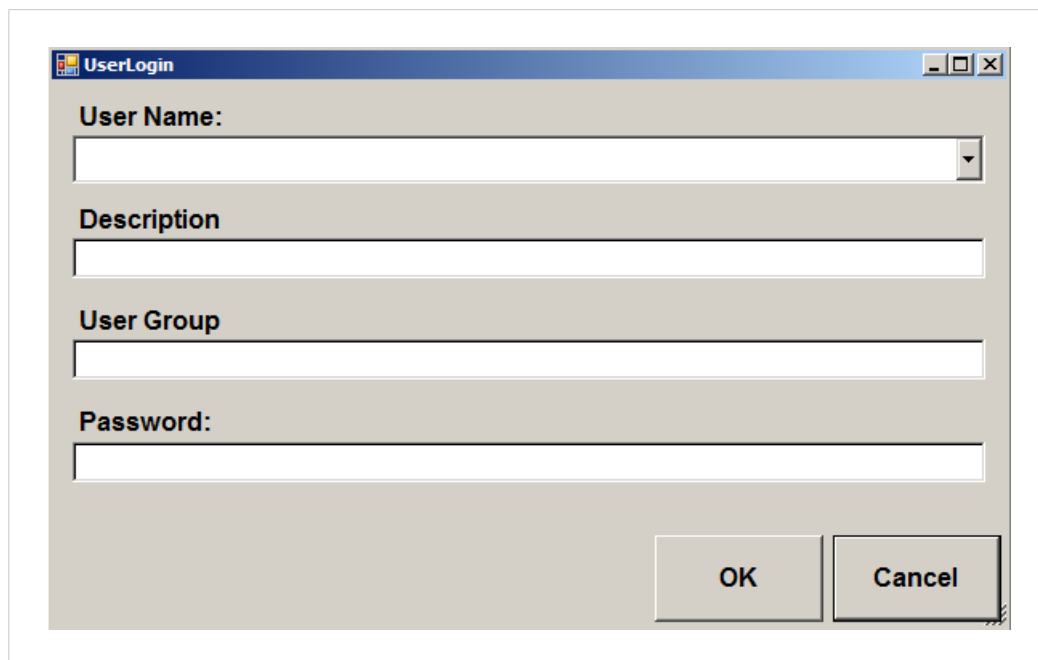 UserLogin
User Name:
Description
User Group
Password:
OK Cancel